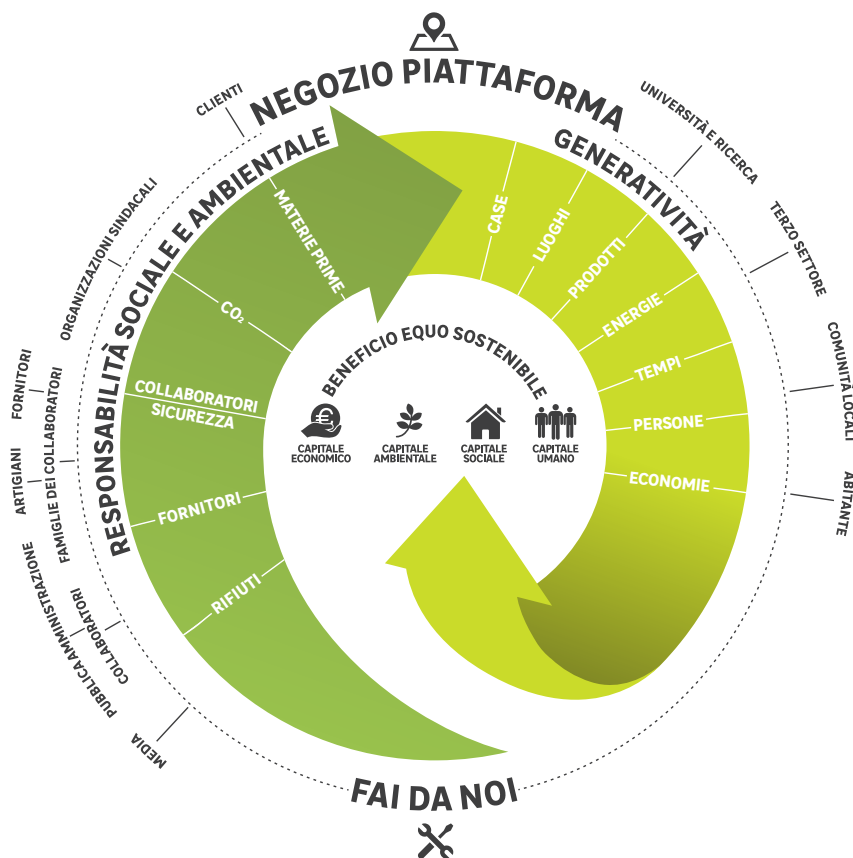 NEGOZIO PIATTAFORMA
CLIENTI
UNIVERSITÀ E RICERCA
RESPONSABILITÀ SOCIALE E AMBIENTALE
GENERATIVITÀ
ORGANIZZAZIONI SINDACALI
TERZO SETTORE
FORNITORI
FAMIGLIE DEI COLLABORATORI
COMUNITÀ LOCALI
ARTIGIANI
ABITANTE
PUBBLICA AMMINISTRAZIONE
COLLABORATORI
MEDIA
MATERIE PRIME
CO₂
COLLABORATORI
SICUREZZA
FORNITORI
RIFIUTI
CASE
LUOGHI
PRODOTTI
ENERGIE
TEMPI
PERSONE
ECONOMIE
BENEFICIO EQUO SOSTENIBILE
€
CAPITALE
ECONOMICO
CAPITALE
AMBIENTALE
CAPITALE
SOCIALE
CAPITALE
UMANO
FAI DA NOI